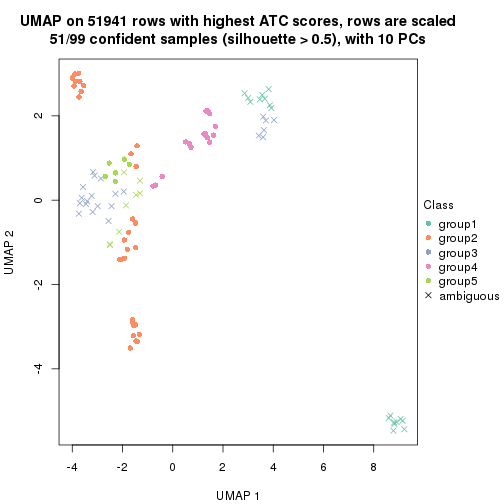 UMAP on 51941 rows with highest ATC scores, rows are scaled
51/99 confident samples (silhouette > 0.5), with 10 PCs
UMAP 2
2
0
-2
-4
-4
-2
0
2
4
6
8
UMAP 1
Class
group1
group2
group3
group4
group5
ambiguous